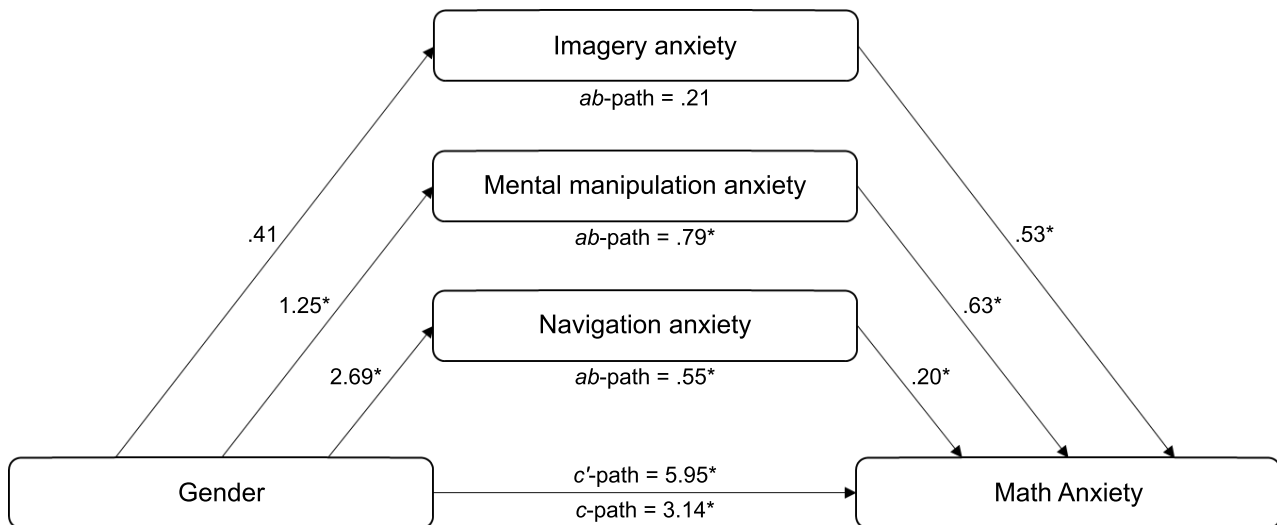 Imagery anxiety
ab-path = .21
Mental manipulation anxiety
.41
ab-path = .79*
.53*
1.25*
Navigation anxiety
.63*
2.69*
ab-path = .55*
.20*
Gender
c'-path = 5.95*
c-path = 3.14*
Math Anxiety